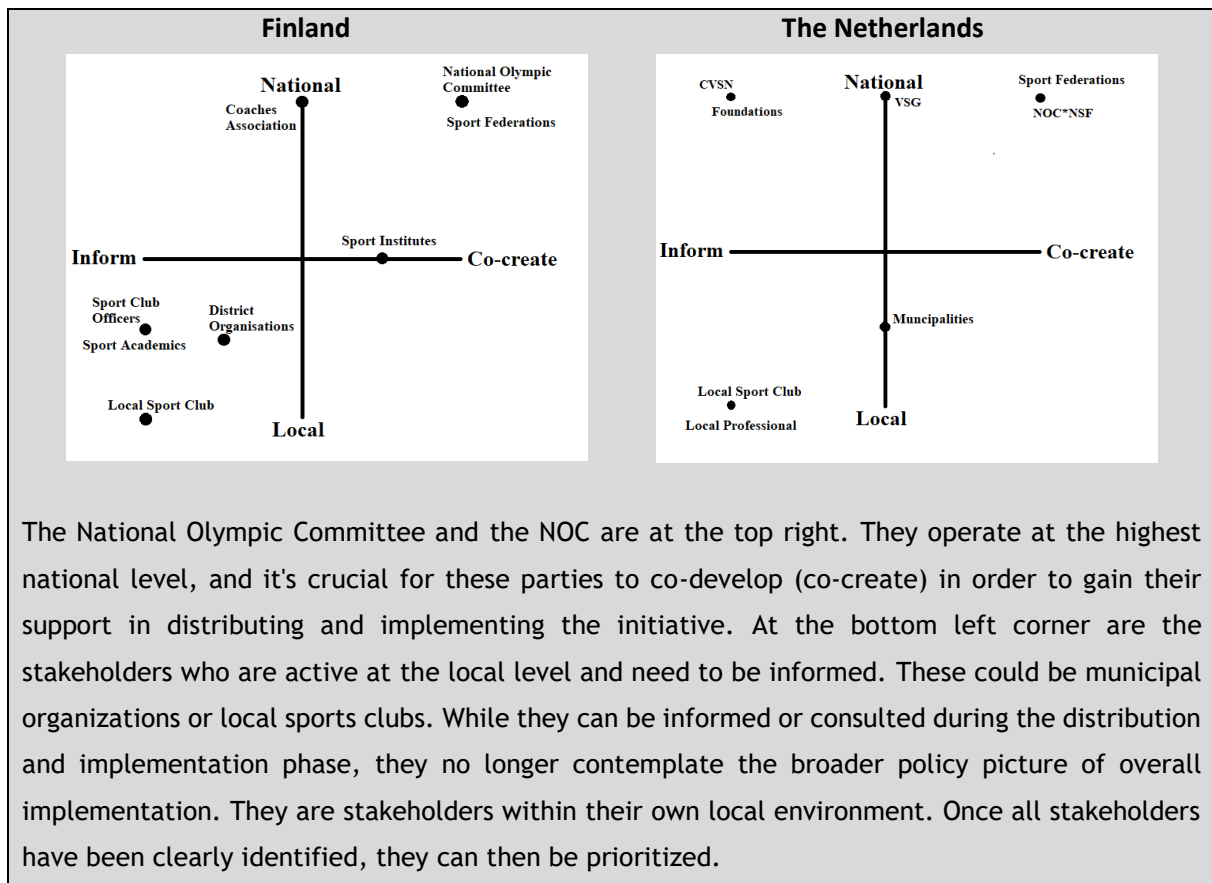 Finland
National
National Olympic
Committee
Coaches
Association
Sport Federations
Sport Institutes
Inform
Co-create
Sport Club
Officers
District
Organisations
Sport Academics
Local Sport Club
Local
The Netherlands
CVSN
National
Sport Federations
Foundations
VSG
NOC*NSF
Inform
Co-create
Muncipalities
Local Sport Club
Local Professional
Local
The National Olympic Committee and the NOC are at the top right. They operate at the highest
national level, and it's crucial for these parties to co-develop (co-create) in order to gain their
support in distributing and implementing the initiative. At the bottom left corner are the
stakeholders who are active at the local level and need to be informed. These could be municipal
organizations or local sports clubs. While they can be informed or consulted during the distribution
and implementation phase, they no longer contemplate the broader policy picture of overall
implementation. They are stakeholders within their own local environment. Once all stakeholders
have been clearly identified, they can then be prioritized.